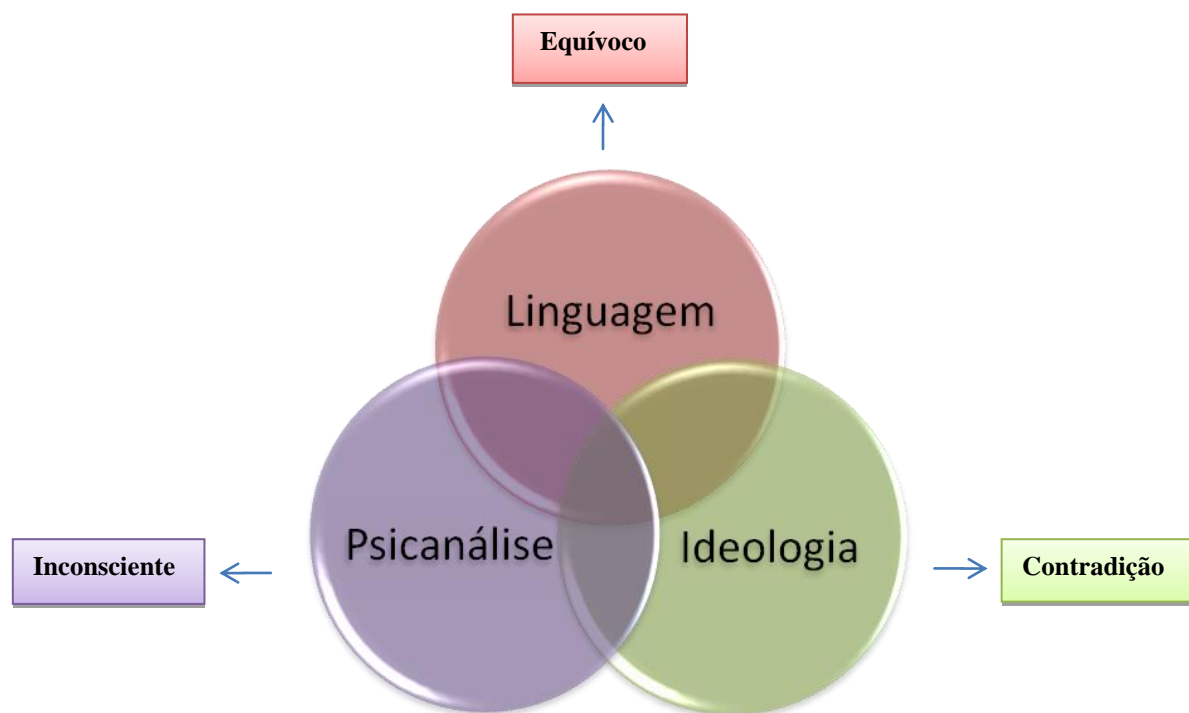 Equívoco
Linguagem
Psicanálise
Ideologia
Inconsciente
Contradição